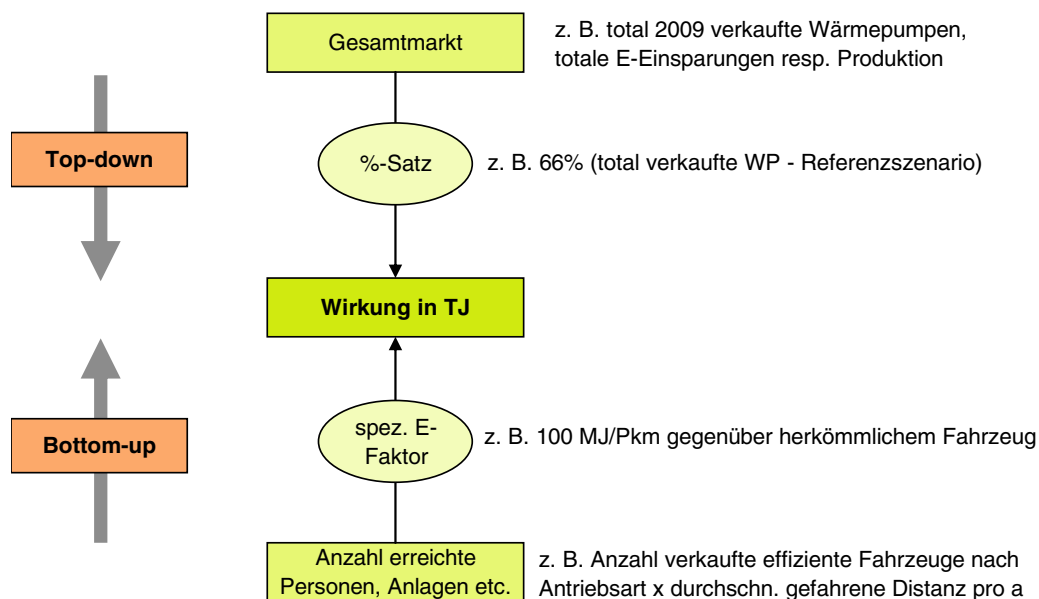 Gesamtmarkt
z. B. total 2009 verkaufte Wärmepumpen,
totale E-Einsparungen resp. Produktion
Top-down
%-Satz
z. B. 66% (total verkaufte WP - Referenzszenario)
Wirkung in TJ
Bottom-up
spez. E-
Faktor
z. B. 100 MJ/Pkm gegenüber herkömmlichem Fahrzeug
Anzahl erreichte
Personen, Anlagen etc.
z. B. Anzahl verkaufte effiziente Fahrzeuge nach
Antriebsart x durchschn. gefahrene Distanz pro a